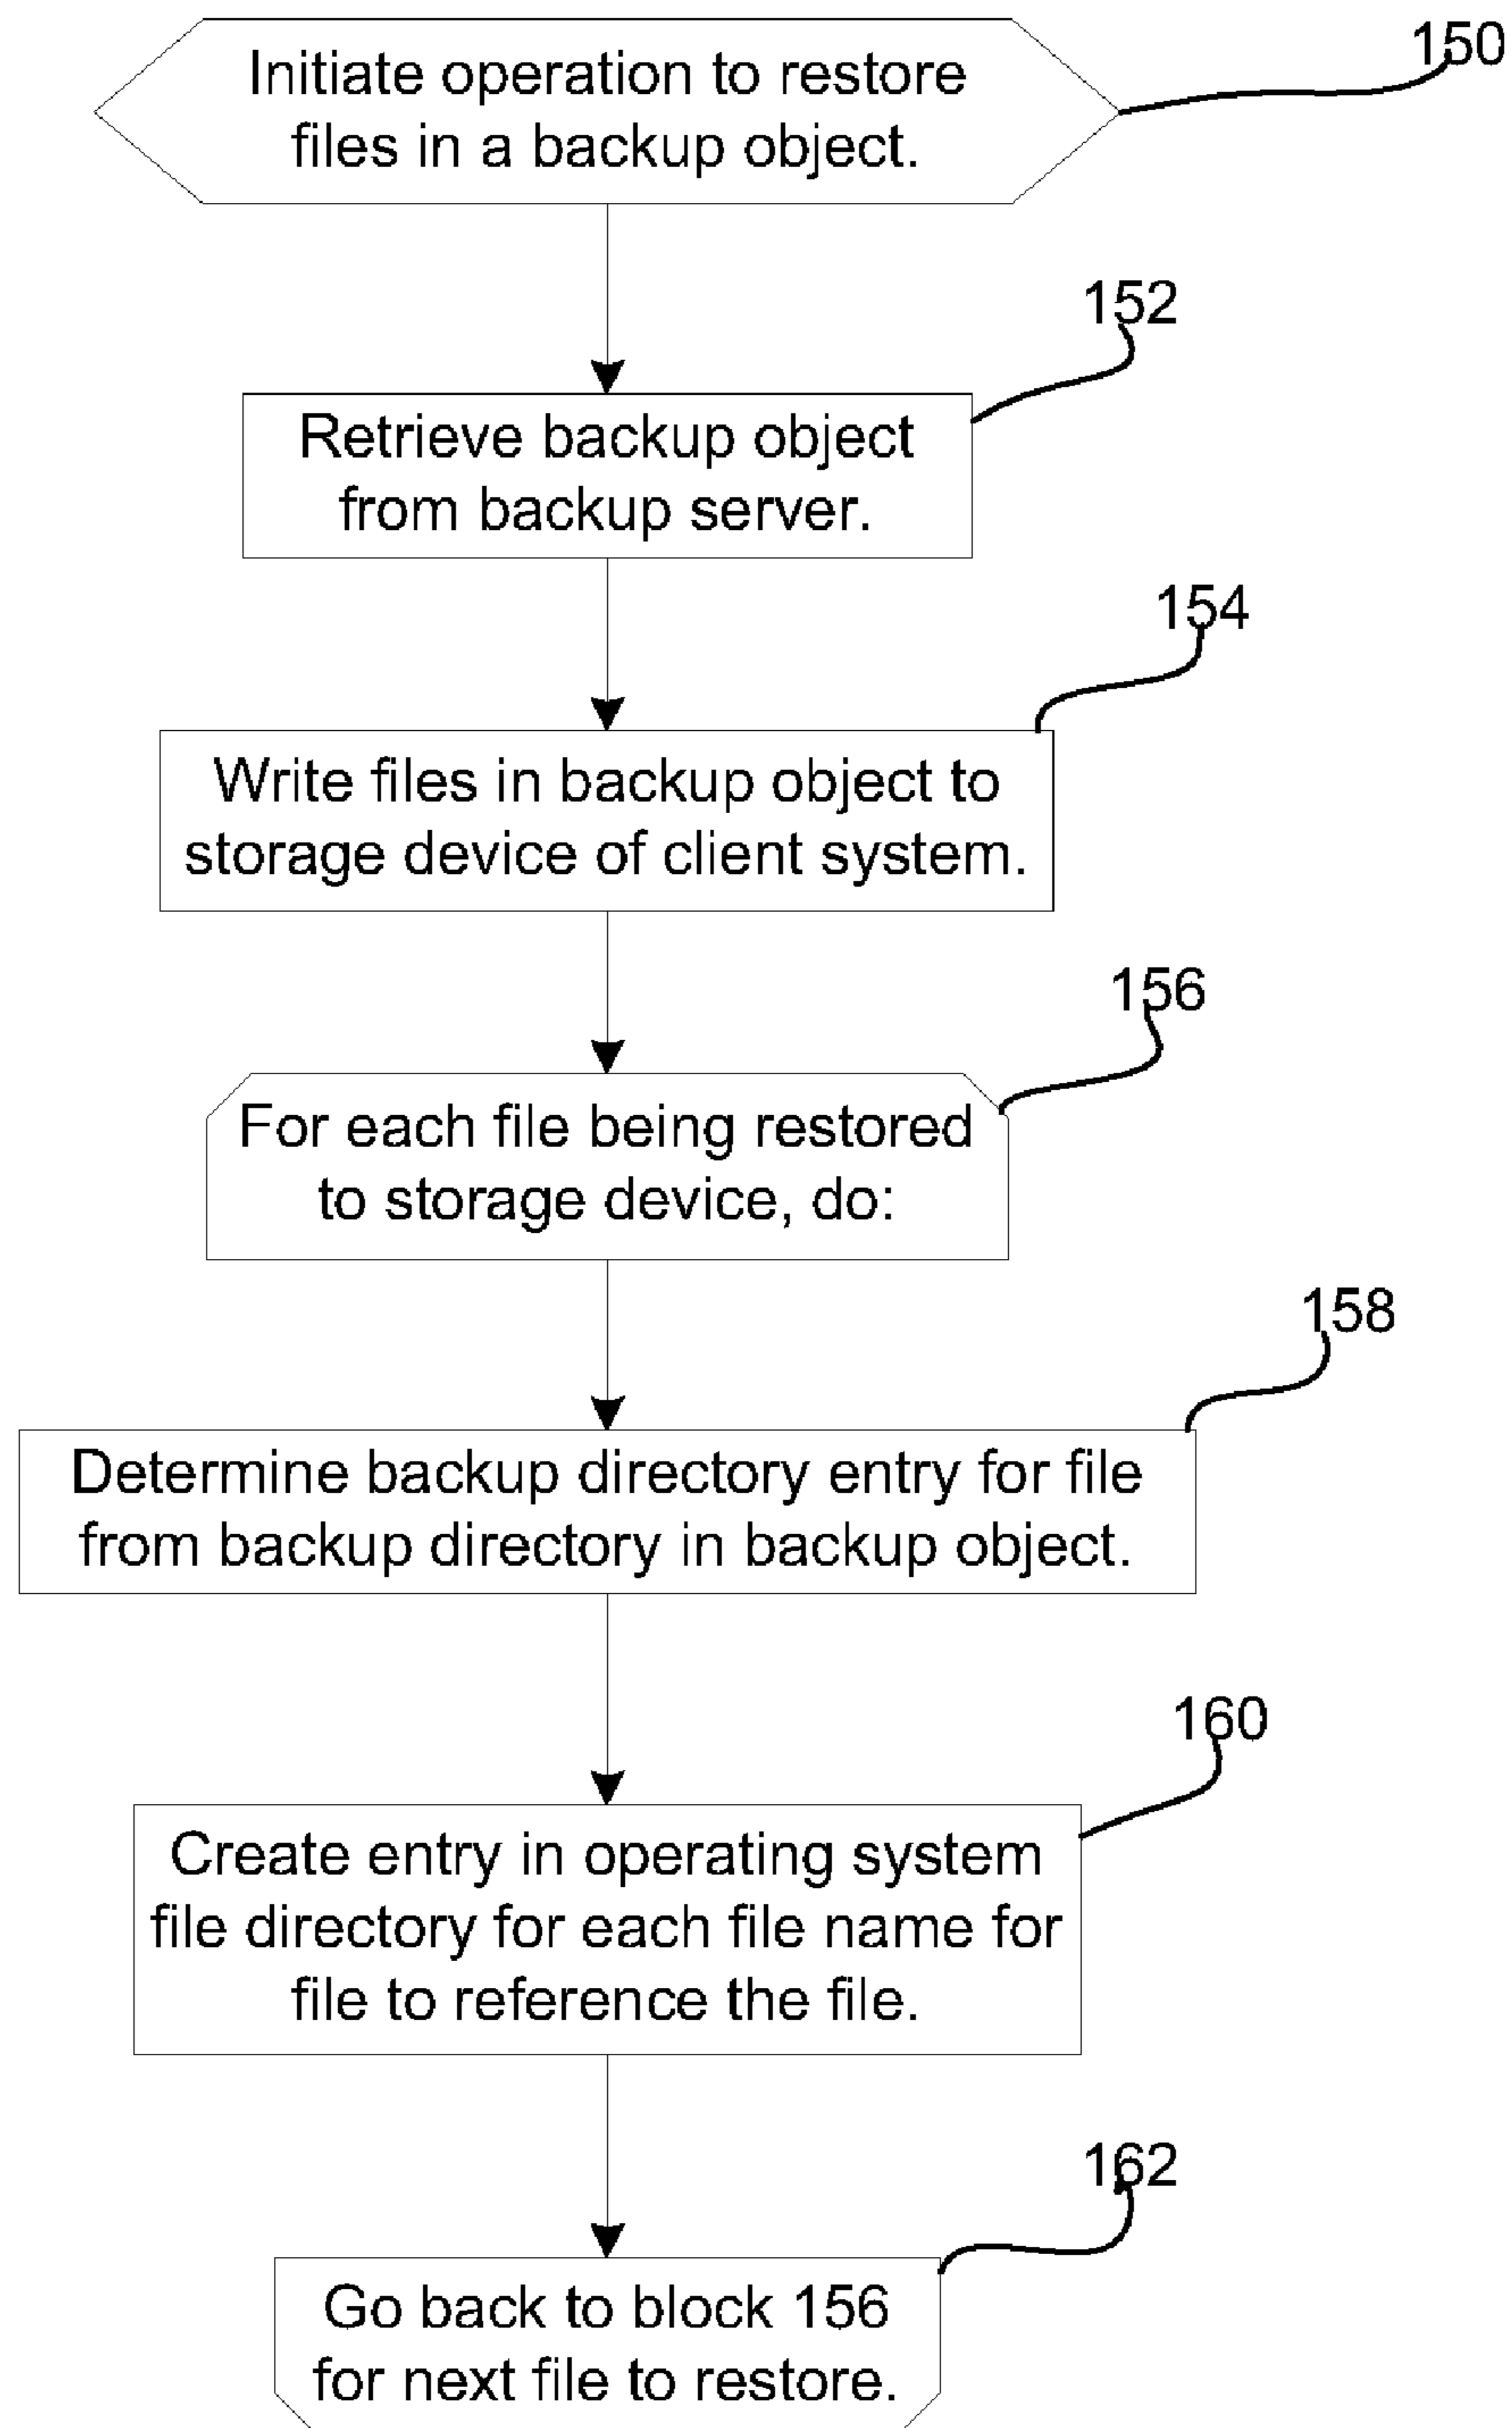 150
Initiate operation to restore
files in a backup object.
152
Retrieve backup object
from backup server.
154
Write files in backup object to
storage device of client system.
156
For each file being restored
to storage device, do:
158
Determine backup directory entry for file
from backup directory in backup object.
160
Create entry in operating system
file directory for each file name for
file to reference the file.
162
Go back to block 156
for next file to restore.